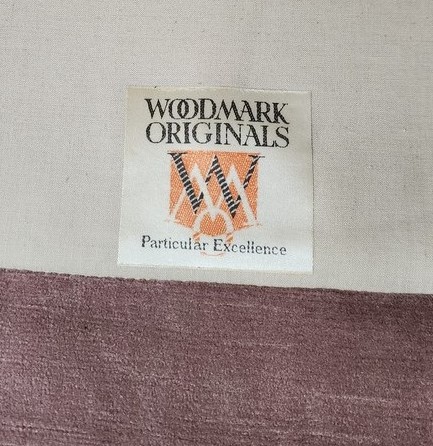 WOODMARK
ORIGINALS
W
Particular Excellence